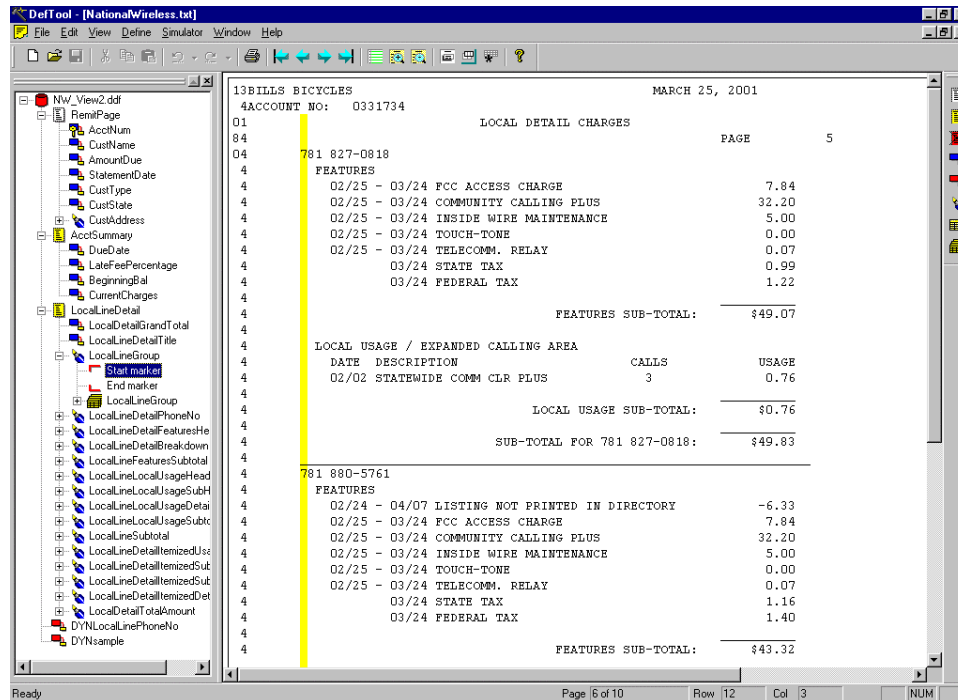 DefTool - [NationalWireless.txt]
File Edit View Define Simulator Window Help
NW_View2.ddf
RemitPage
AcctNum
CustName
AmountDue
StatementDate
CustType
CustState
CustAddress
AcctSummary
DueDate
LateFeePercentage
BeginningBal
CurrentCharges
LocalLineDetail
LocalDetailGrandTotal
LocalLineDetailTitle
LocalLineGroup
Start marker
End marker
LocalLineGroup
LocalLineDetailPhoneNo
LocalLineDetailFeaturesHe
LocalLineDetailBreakdown
LocalLineFeaturesSubtotal
LocalLineLocalUsageHead
LocalLineLocalUsageSubH
LocalLineLocalUsageDetai
LocalLineLocalUsageSubtc
LocalLineSubtotal
LocalLineDetailItemizedUsa
LocalLineDetailItemizedSub
LocalLineDetailItemizedSut
LocalLineDetailItemizedDet
LocalDetailTotalAmount
DYNLocalLinePhoneNo
DYNsample
13BILLS BICYCLES MARCH 25, 2001
4ACCOUNT NO: 0331734
01 LOCAL DETAIL CHARGES
84 PAGE 5
04 781 827-0818
4 FEATURES
4 02/25 - 03/24 FCC ACCESS CHARGE 7.84
4 02/25 - 03/24 COMMUNITY CALLING PLUS 32.20
4 02/25 - 03/24 INSIDE WIRE MAINTENANCE 5.00
4 02/25 - 03/24 TOUCH-TONE 0.00
4 02/25 - 03/24 TELECOMM. RELAY 0.07
4 03/24 STATE TAX 0.99
4 03/24 FEDERAL TAX 1.22
4
4 FEATURES SUB-TOTAL: $49.07
4
4 LOCAL USAGE / EXPANDED CALLING AREA
4 DATE DESCRIPTION CALLS USAGE
4 02/02 STATEWIDE COMM CLR PLUS 3 0.76
4
4 LOCAL USAGE SUB-TOTAL: $0.76
4
4 SUB-TOTAL FOR 781 827-0818: $49.83
4
4 781 880-5761
4 FEATURES
4 02/24 - 04/07 LISTING NOT PRINTED IN DIRECTORY -6.33
4 02/25 - 03/24 FCC ACCESS CHARGE 7.84
4 02/25 - 03/24 COMMUNITY CALLING PLUS 32.20
4 02/25 - 03/24 INSIDE WIRE MAINTENANCE 5.00
4 02/25 - 03/24 TOUCH-TONE 0.00
4 02/25 - 03/24 TELECOMM. RELAY 0.07
4 03/24 STATE TAX 1.16
4 03/24 FEDERAL TAX 1.40
4
4 FEATURES SUB-TOTAL: $43.32
Ready Page 6 of 10 Row 12 Col 3 NUM